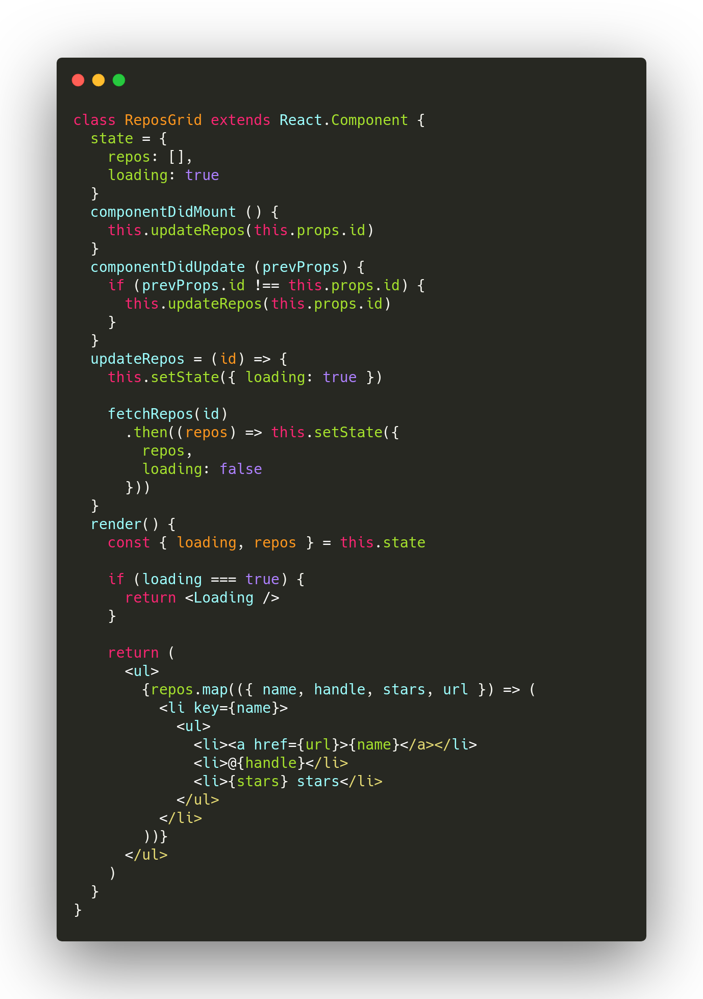 class ReposGrid extends React.Component {
  state = {
    repos: [],
    loading: true
  }
  componentDidMount () {
    this.updateRepos(this.props.id)
  }
  componentDidUpdate (prevProps) {
    if (prevProps.id !== this.props.id) {
      this.updateRepos(this.props.id)
    }
  }
  updateRepos = (id) => {
    this.setState({ loading: true })

    fetchRepos(id)
      .then((repos) => this.setState({
        repos,
        loading: false
      }))
  }
  render() {
    const { loading, repos } = this.state

    if (loading === true) {
      return <Loading />
    }

    return (
      <ul>
        {repos.map(({ name, handle, stars, url }) => (
          <li key={name}>
            <ul>
              <li><a href={url}>{name}</a></li>
              <li>@{handle}</li>
              <li>{stars} stars</li>
            </ul>
          </li>
        ))}
      </ul>
    )
  }
}